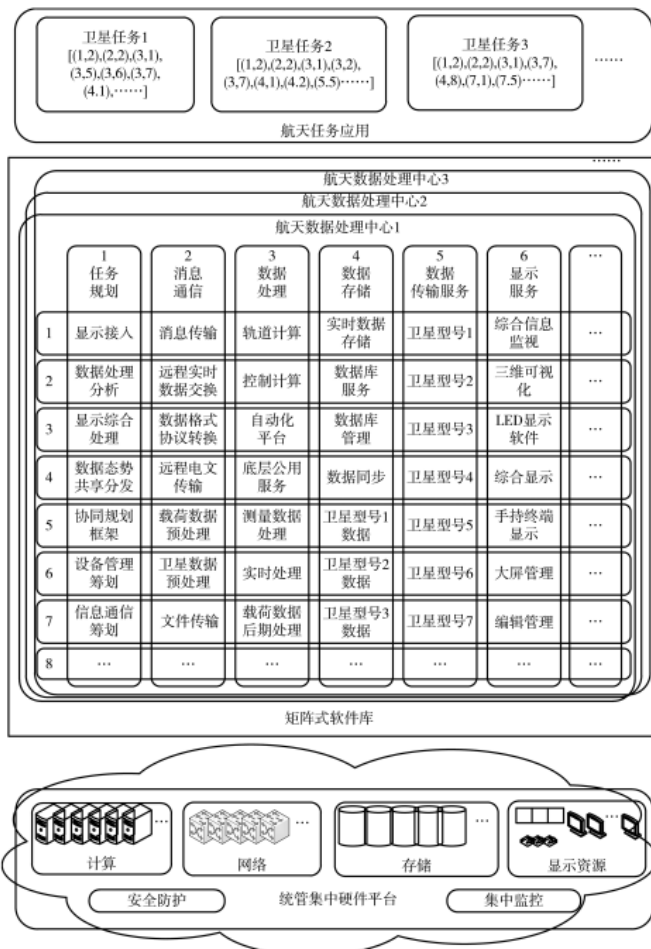 卫星任务1
[(1,2),(2,2),(3,1),
(3,5),(3,6),(3,7),
(4.1),……]
卫星任务2
[(1,2),(2,2),(3,1),(3,2),
(3,7),(4,1),(4.2),(5.5)……]
卫星任务3
[(1,2),(2,2),(3,1),(3,7),
(4,8),(7,1),(7.5)……]
……
航天任务应用
……
航天数据处理中心3
航天数据处理中心2
航天数据处理中心1
1
任务
规划
2
消息
通信
3
数据
处理
4
数据
存储
5
数据
传输服务
6
显示
服务
…
1
显示接入
消息传输
轨道计算
实时数据
存储
卫星型号1
综合信息
监视
…
2
数据处理
分析
远程实时
数据交换
控制计算
数据库
服务
卫星型号2
三维可视
化
…
3
显示综合
处理
数据格式
协议转换
自动化
平台
数据库
管理
卫星型号3
LED显示
软件
…
4
数据态势
共享分发
远程电文
传输
底层公用
服务
数据同步
卫星型号4
综合显示
…
5
协同规划
框架
载荷数据
预处理
测量数据
处理
卫星型号1
数据
卫星型号5
手持终端
显示
…
6
设备管理
筹划
卫星数据
预处理
实时处理
卫星型号2
数据
卫星型号6
大屏管理
…
7
信息通信
筹划
文件传输
载荷数据
后期处理
卫星型号3
数据
卫星型号7
编辑管理
…
8
…
…
…
…
…
…
…
矩阵式软件库
…
计算
…
网络
…
存储
…
显示资源
安全防护
统管集中硬件平台
集中监控